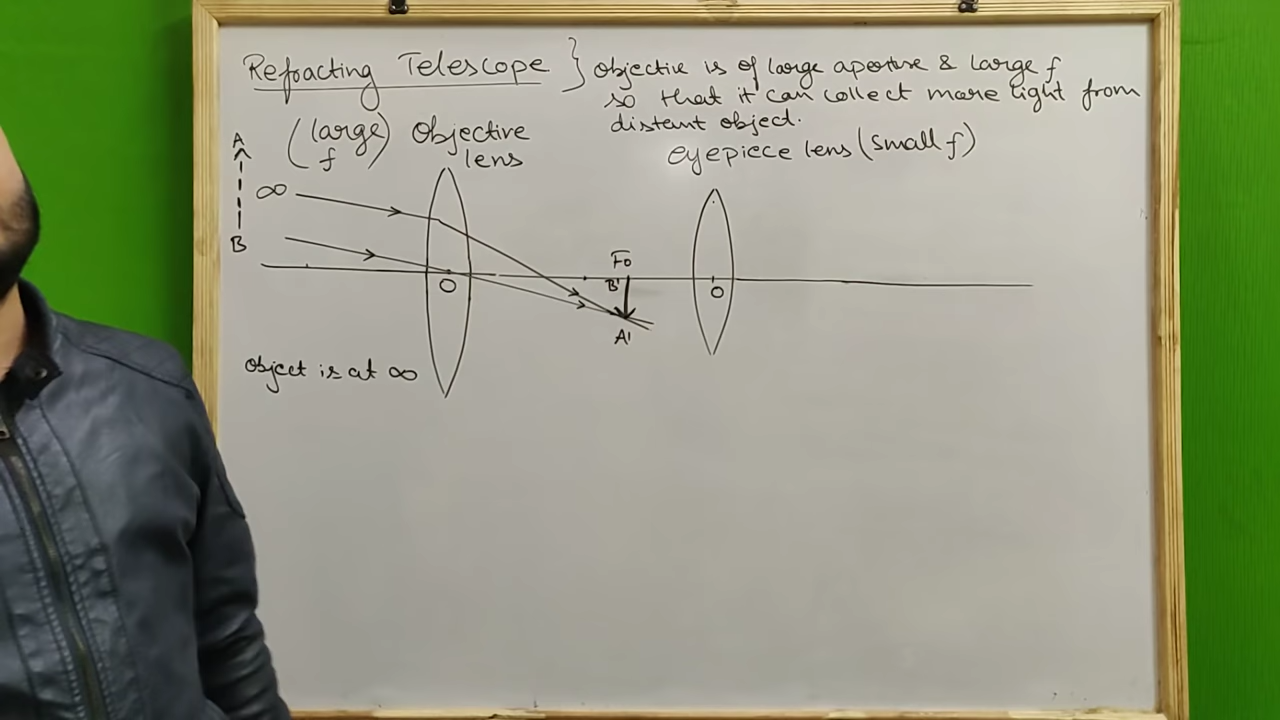 Refracting Telescope } objective is of large aperture & large f
so that it can collect more light from
distant object.
(large f) Objective lens
eyepiece lens (small f)
A
∞
B
O
Fo
B'
A'
O
object is at ∞